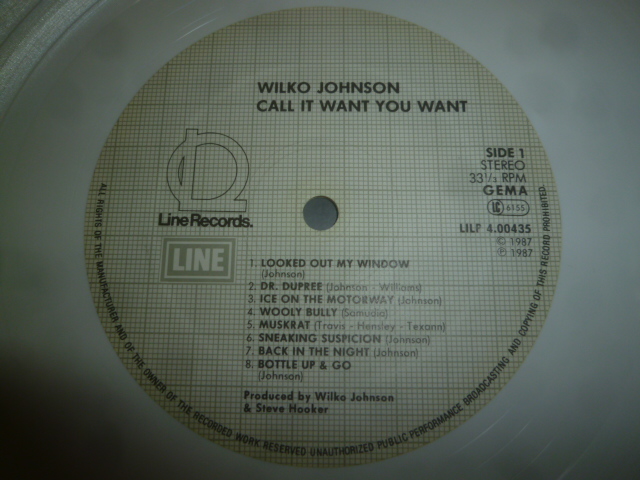 WILKO JOHNSON
CALL IT WANT YOU WANT
SIDE 1
STEREO
33 1/3 RPM
GEMA
LC 6155
LILP 4.00435
© 1987
℗ 1987
Line Records.
LINE
1. LOOKED OUT MY WINDOW
(Johnson)
2. DR. DUPREE (Johnson - Williams)
3. ICE ON THE MOTORWAY (Johnson)
4. WOOLY BULLY (Samudio)
5. MUSKRAT (Travis - Hensley - Texann)
6. SNEAKING SUSPICION (Johnson)
7. BACK IN THE NIGHT (Johnson)
8. BOTTLE UP & GO
(Johnson)
Produced by Wilko Johnson
& Steve Hooker
ALL RIGHTS OF THE MANUFACTURER AND OF THE OWNER OF THE RECORDED WORK RESERVED UNAUTHORIZED PUBLIC PERFORMANCE BROADCASTING AND COPYING OF THIS RECORD PROHIBITED.